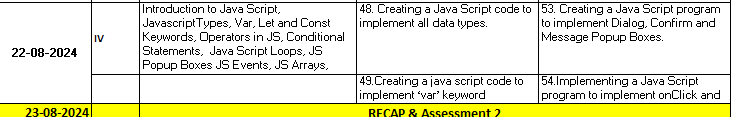 22-08-2024
IV
Introduction to Java Script,
JavascriptTypes, Var, Let and Const
Keywords, Operators in JS, Conditional
Statements,  Java Script Loops, JS
Popup Boxes JS Events, JS Arrays,
48. Creating a Java Script code to
implement all data types.
53. Creating a Java Script program
to implement Dialog, Confirm and
Message Popup Boxes.
49.Creating a java script code to
implement ‘var’ keyword
54.Implementing a Java Script
program to implement onClick and
23-08-2024
RECAP & Assessment 2